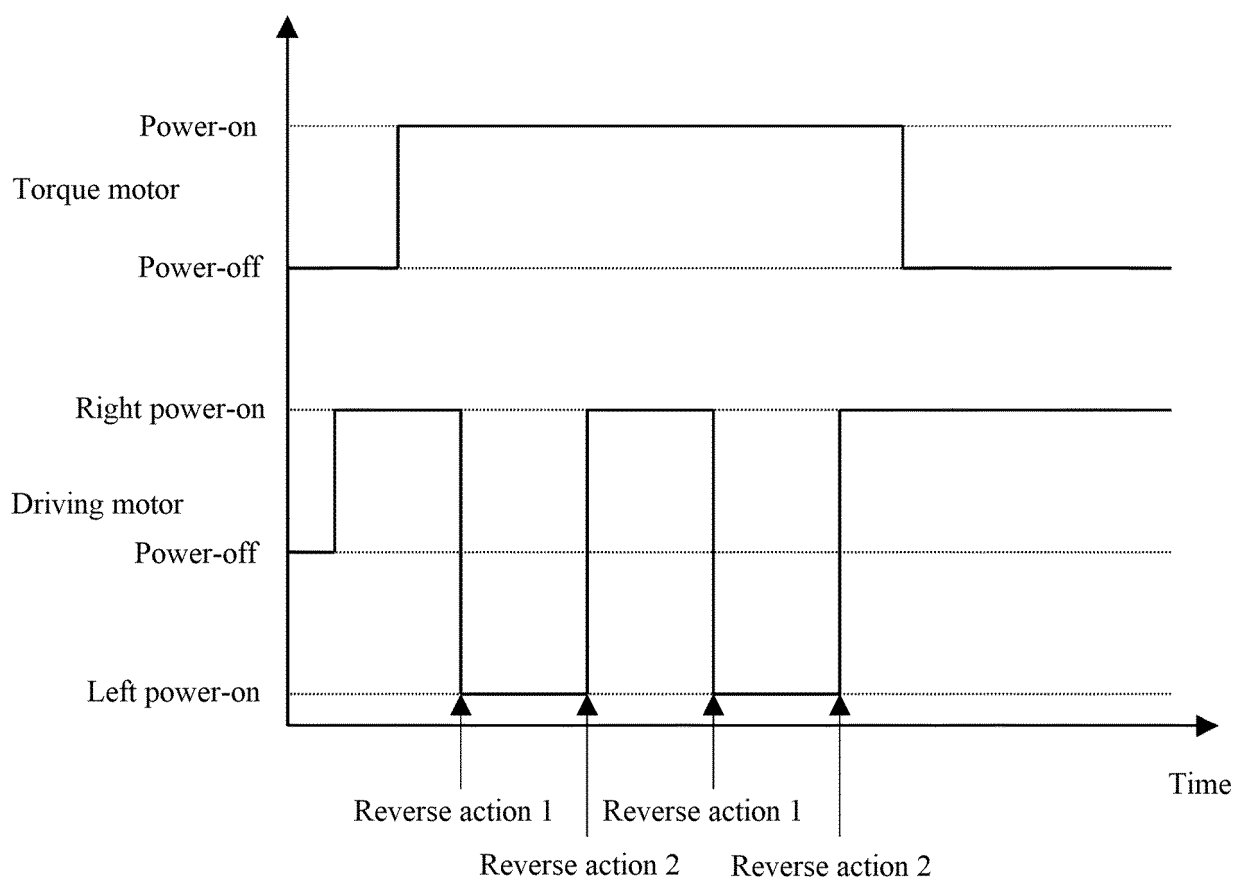 Power-on
Torque motor
Power-off
Right power-on
Driving motor
Power-off
Left power-on
Time
Reverse action 1
Reverse action 1
Reverse action 2
Reverse action 2